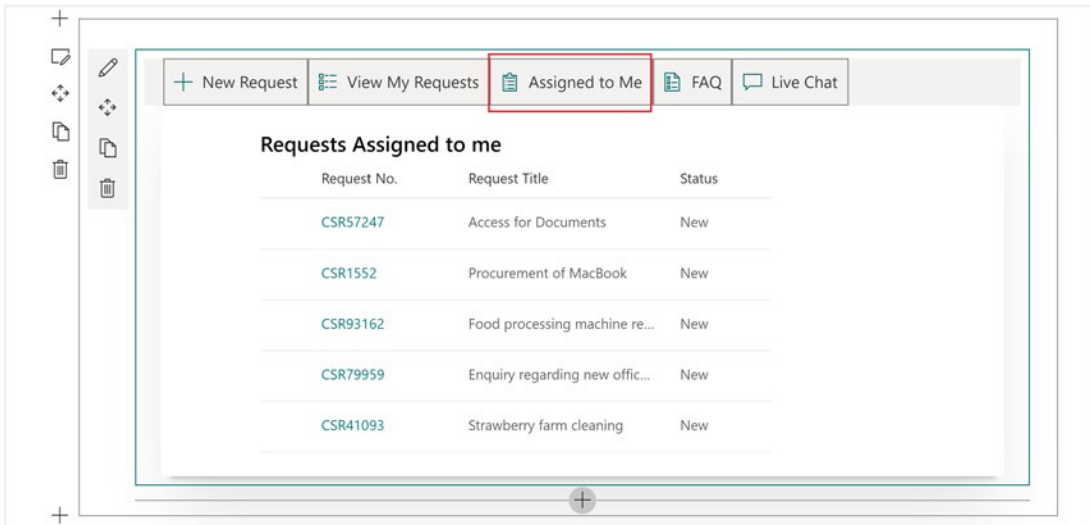 New Request View My Requests Assigned to Me FAQ Live Chat
Requests Assigned to me
Request No. Request Title Status
CSR57247 Access for Documents New
CSR1552 Procurement of MacBook New
CSR93162 Food processing machine re... New
CSR79959 Enquiry regarding new offic... New
CSR41093 Strawberry farm cleaning New